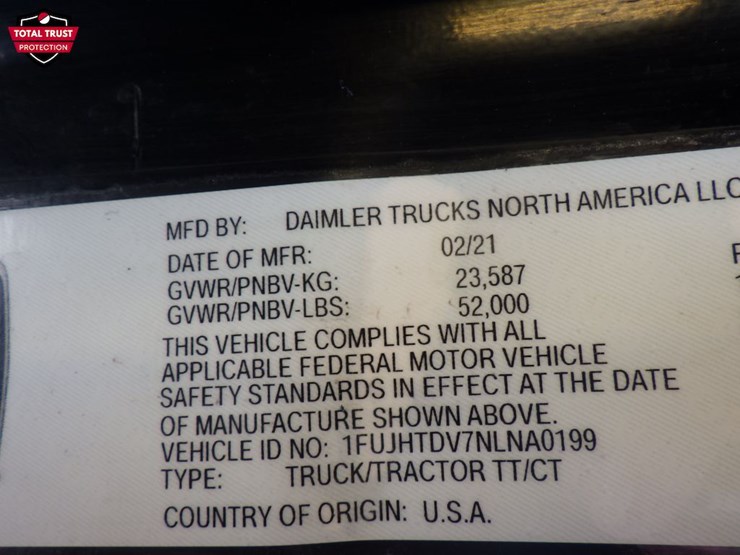 TOTAL TRUST
PROTECTION
MFD BY: DAIMLER TRUCKS NORTH AMERICA LLC
DATE OF MFR: 02/21
GVWR/PNBV-KG: 23,587
GVWR/PNBV-LBS: 52,000
THIS VEHICLE COMPLIES WITH ALL
APPLICABLE FEDERAL MOTOR VEHICLE
SAFETY STANDARDS IN EFFECT AT THE DATE
OF MANUFACTURE SHOWN ABOVE.
VEHICLE ID NO: 1FUJHTDV7NLNA0199
TYPE: TRUCK/TRACTOR TT/CT
COUNTRY OF ORIGIN: U.S.A.